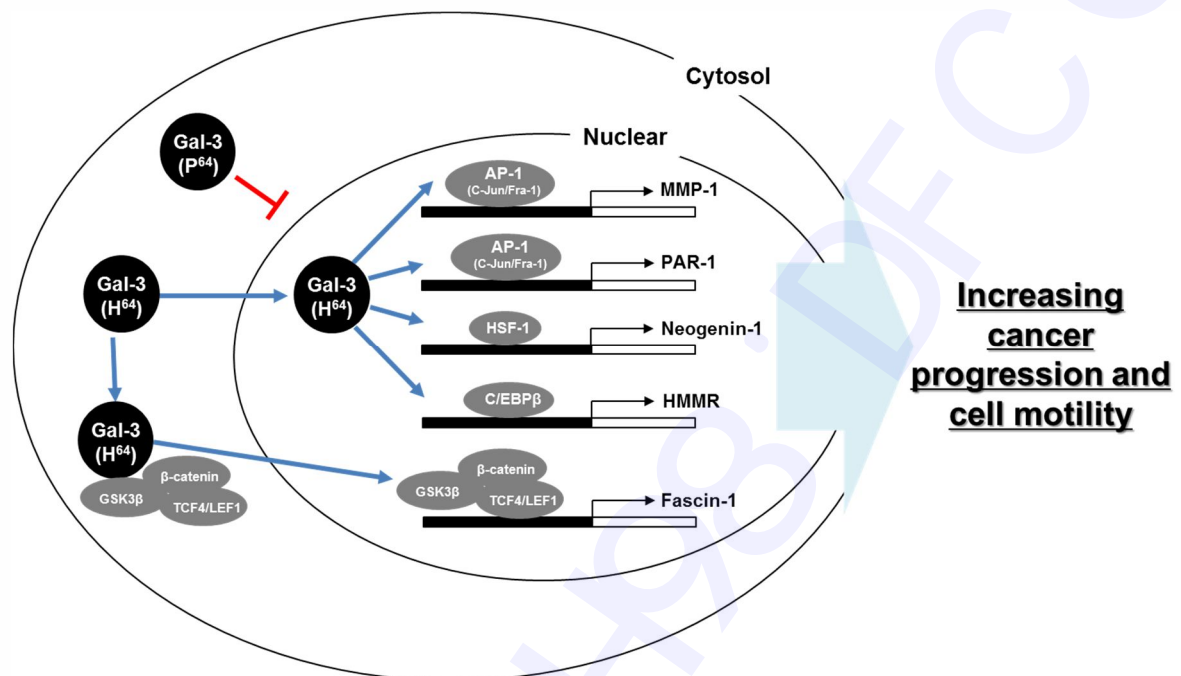 Cytosol
Nuclear
Gal-3
(P⁶⁴)
AP-1
(C-Jun/Fra-1)
MMP-1
AP-1
(C-Jun/Fra-1)
PAR-1
Gal-3
(H⁶⁴)
Gal-3
(H⁶⁴)
HSF-1
Neogenin-1
C/EBPβ
HMMR
Gal-3
(H⁶⁴)
β-catenin
GSK3β
TCF4/LEF1
β-catenin
GSK3β
TCF4/LEF1
Fascin-1
Increasing
cancer
progression and
cell motility